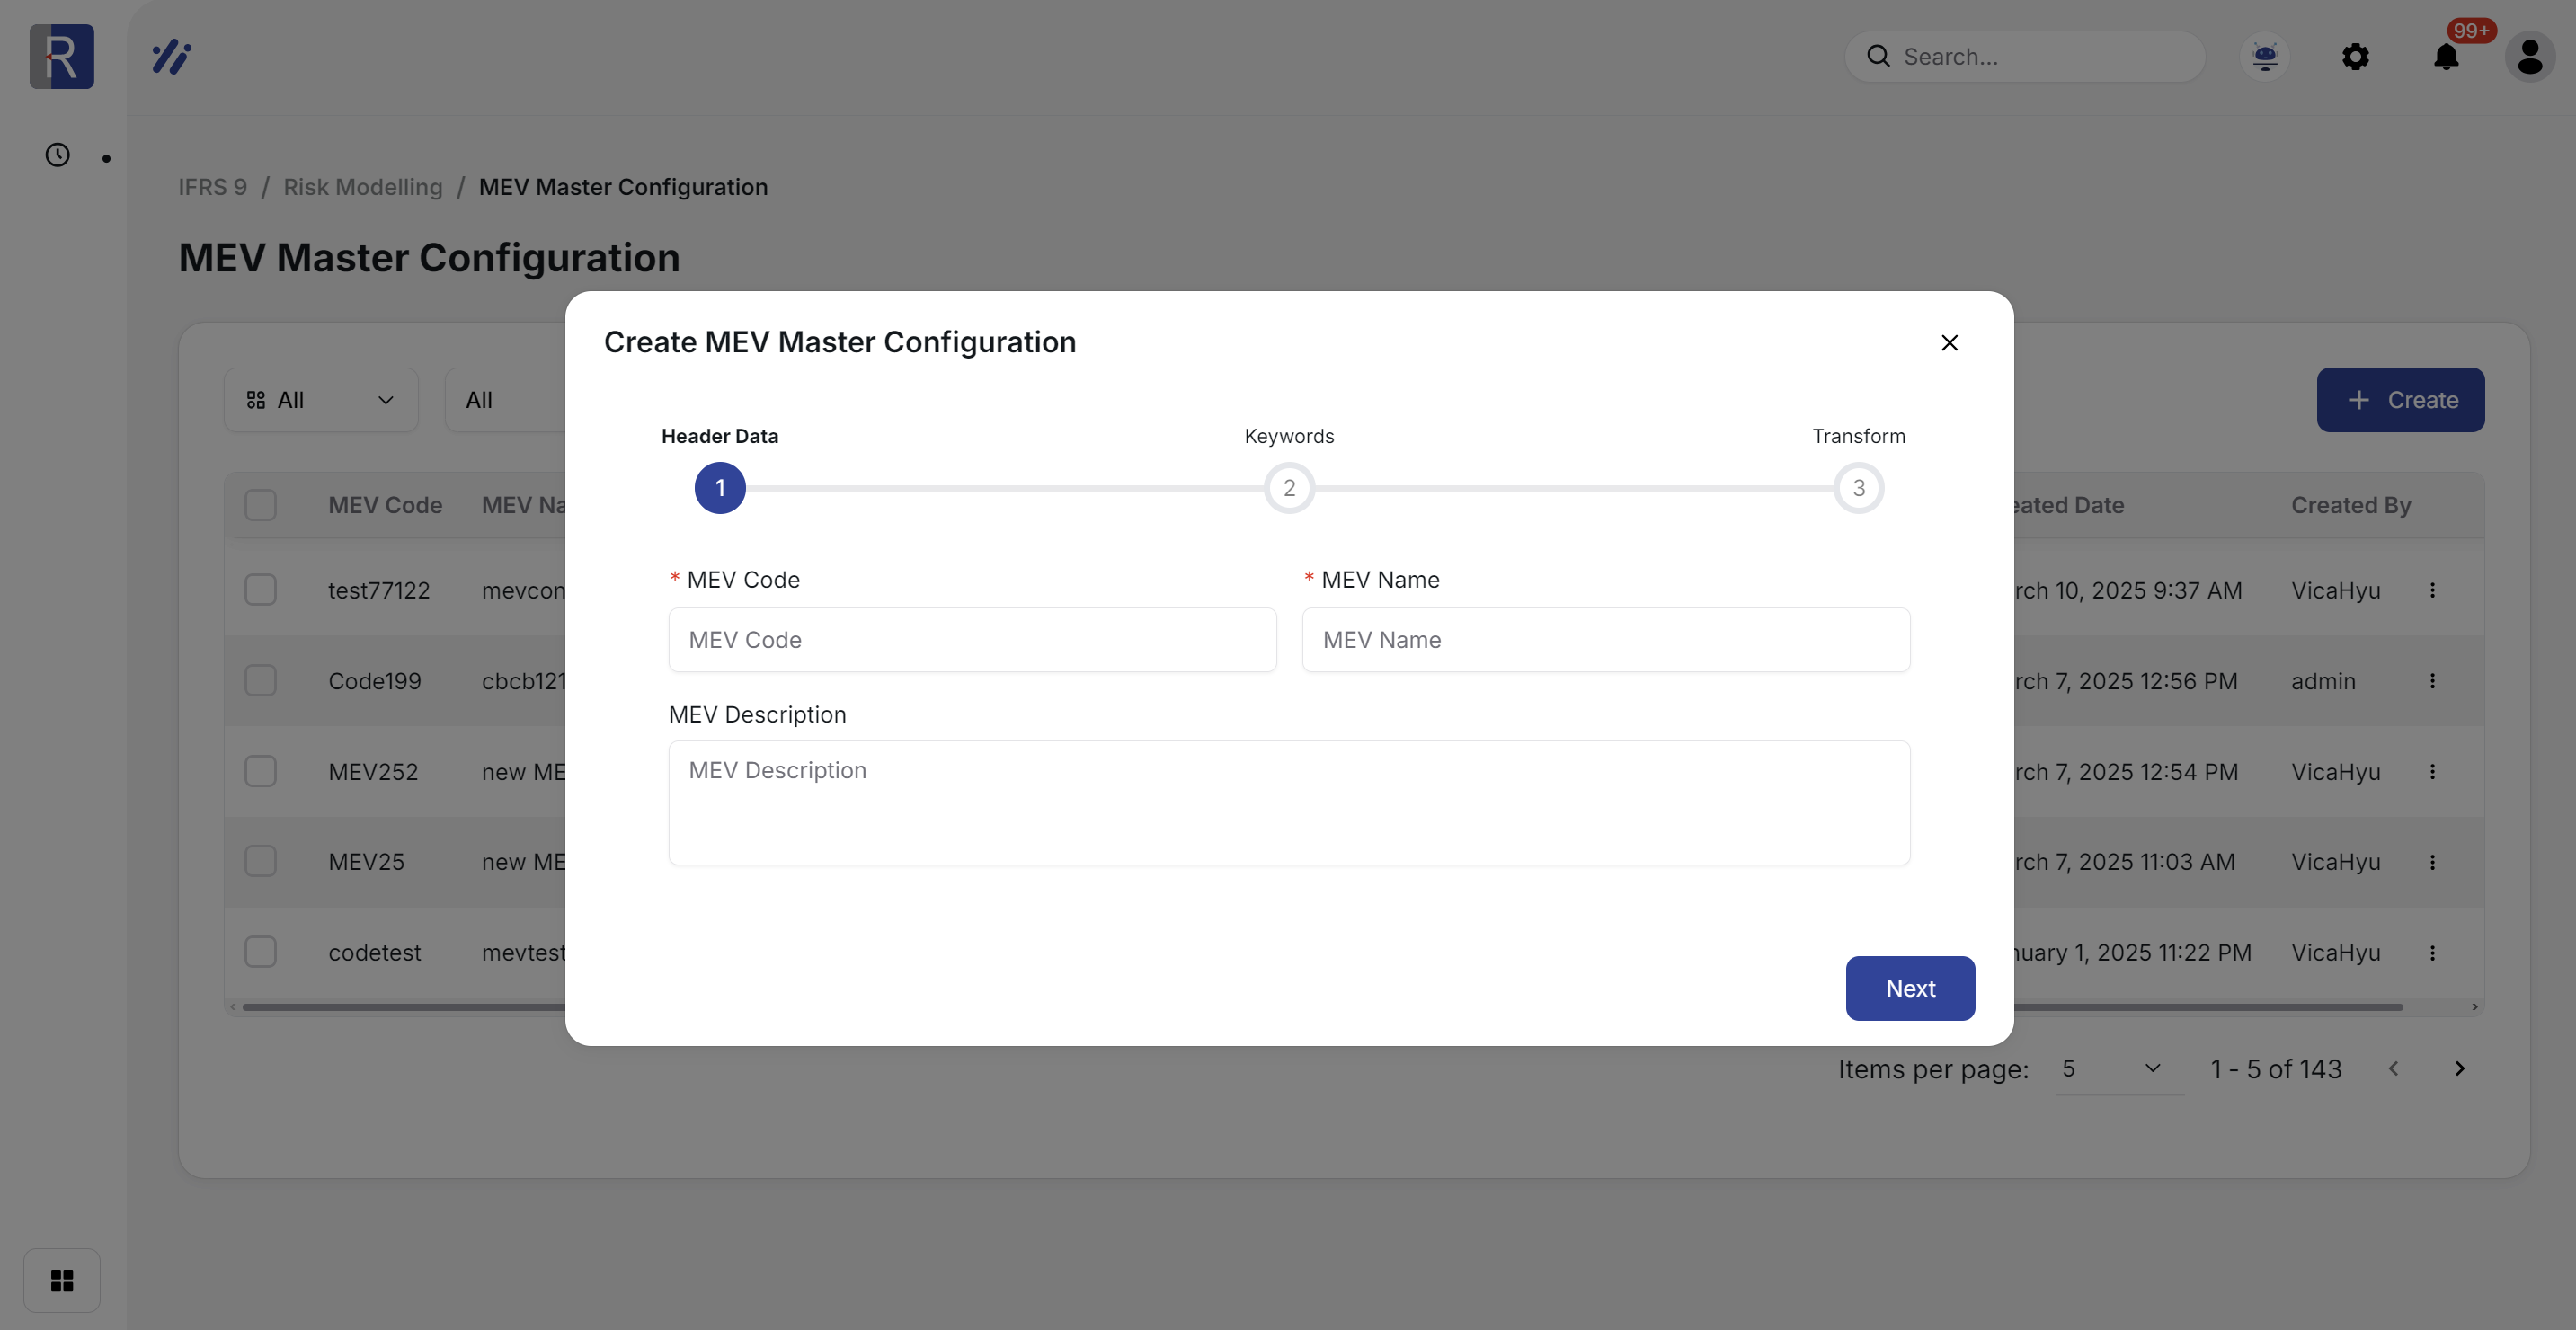 R
Search...
99+
IFRS 9 / Risk Modelling / MEV Master Configuration
MEV Master Configuration
All
All
+ Create
Create MEV Master Configuration
Header Data
Keywords
Transform
1
2
3
* MEV Code
* MEV Name
MEV Code
MEV Name
MEV Description
MEV Description
Next
MEV Code MEV Na eated Date Created By
test77122 mevcon rch 10, 2025 9:37 AM VicaHyu
Code199 cbcb121 rch 7, 2025 12:56 PM admin
MEV252 new ME rch 7, 2025 12:54 PM VicaHyu
MEV25 new ME rch 7, 2025 11:03 AM VicaHyu
codetest mevtest nuary 1, 2025 11:22 PM VicaHyu
Items per page: 5 1 - 5 of 143